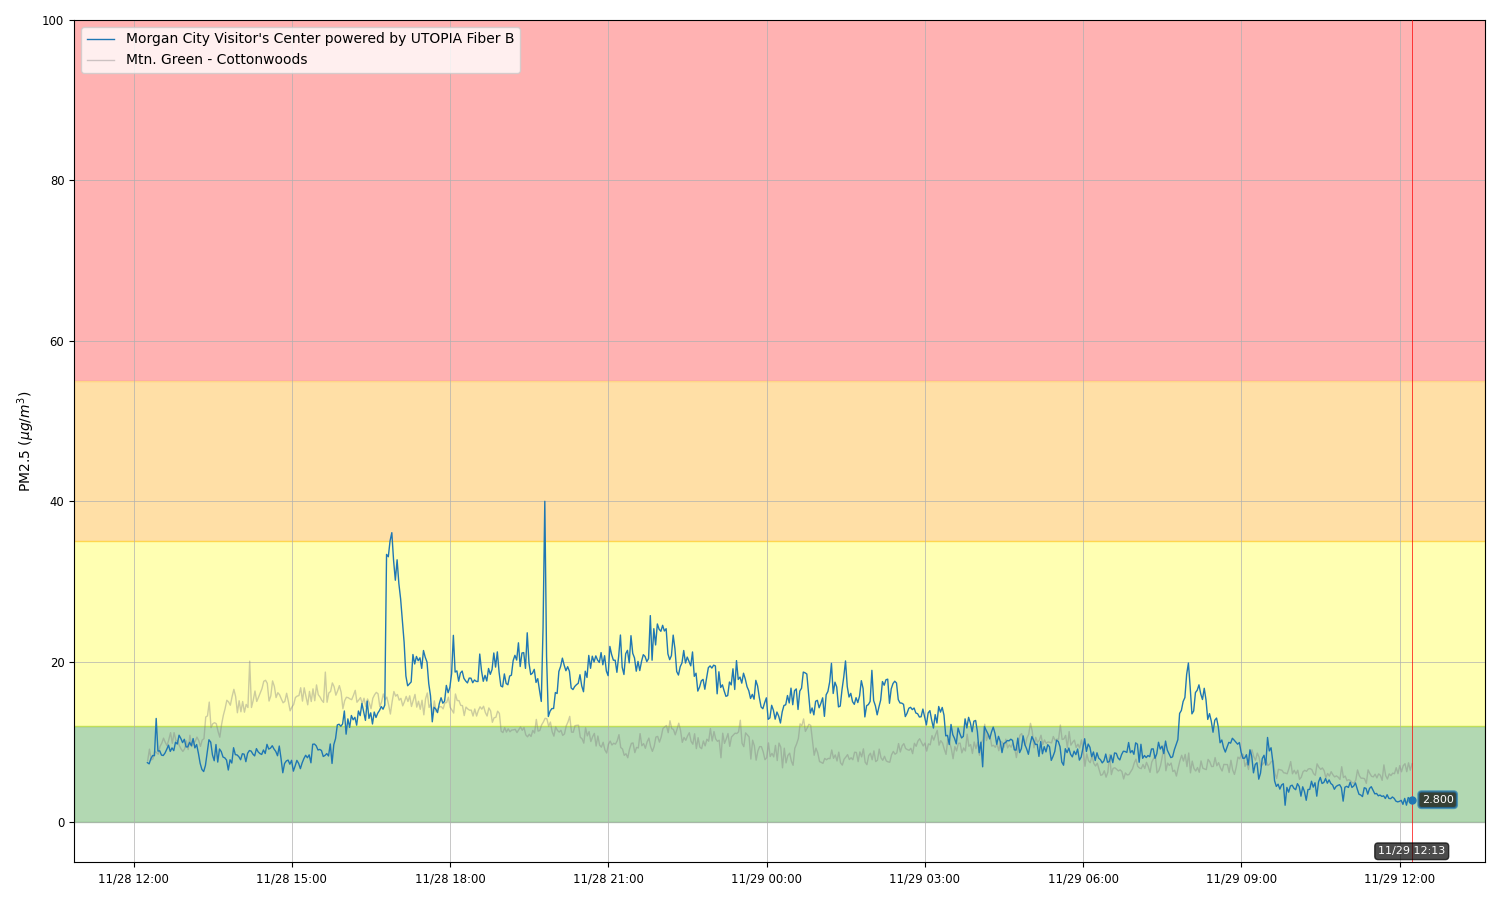 Morgan City Visitor's Center powered by UTOPIA Fiber B
Mtn. Green - Cottonwoods
100
80
60
40
20
0
PM2.5 (μg/m³)
2.800
11/29 12:13
11/28 12:00 11/28 15:00 11/28 18:00 11/28 21:00 11/29 00:00 11/29 03:00 11/29 06:00 11/29 09:00 11/29 12:00